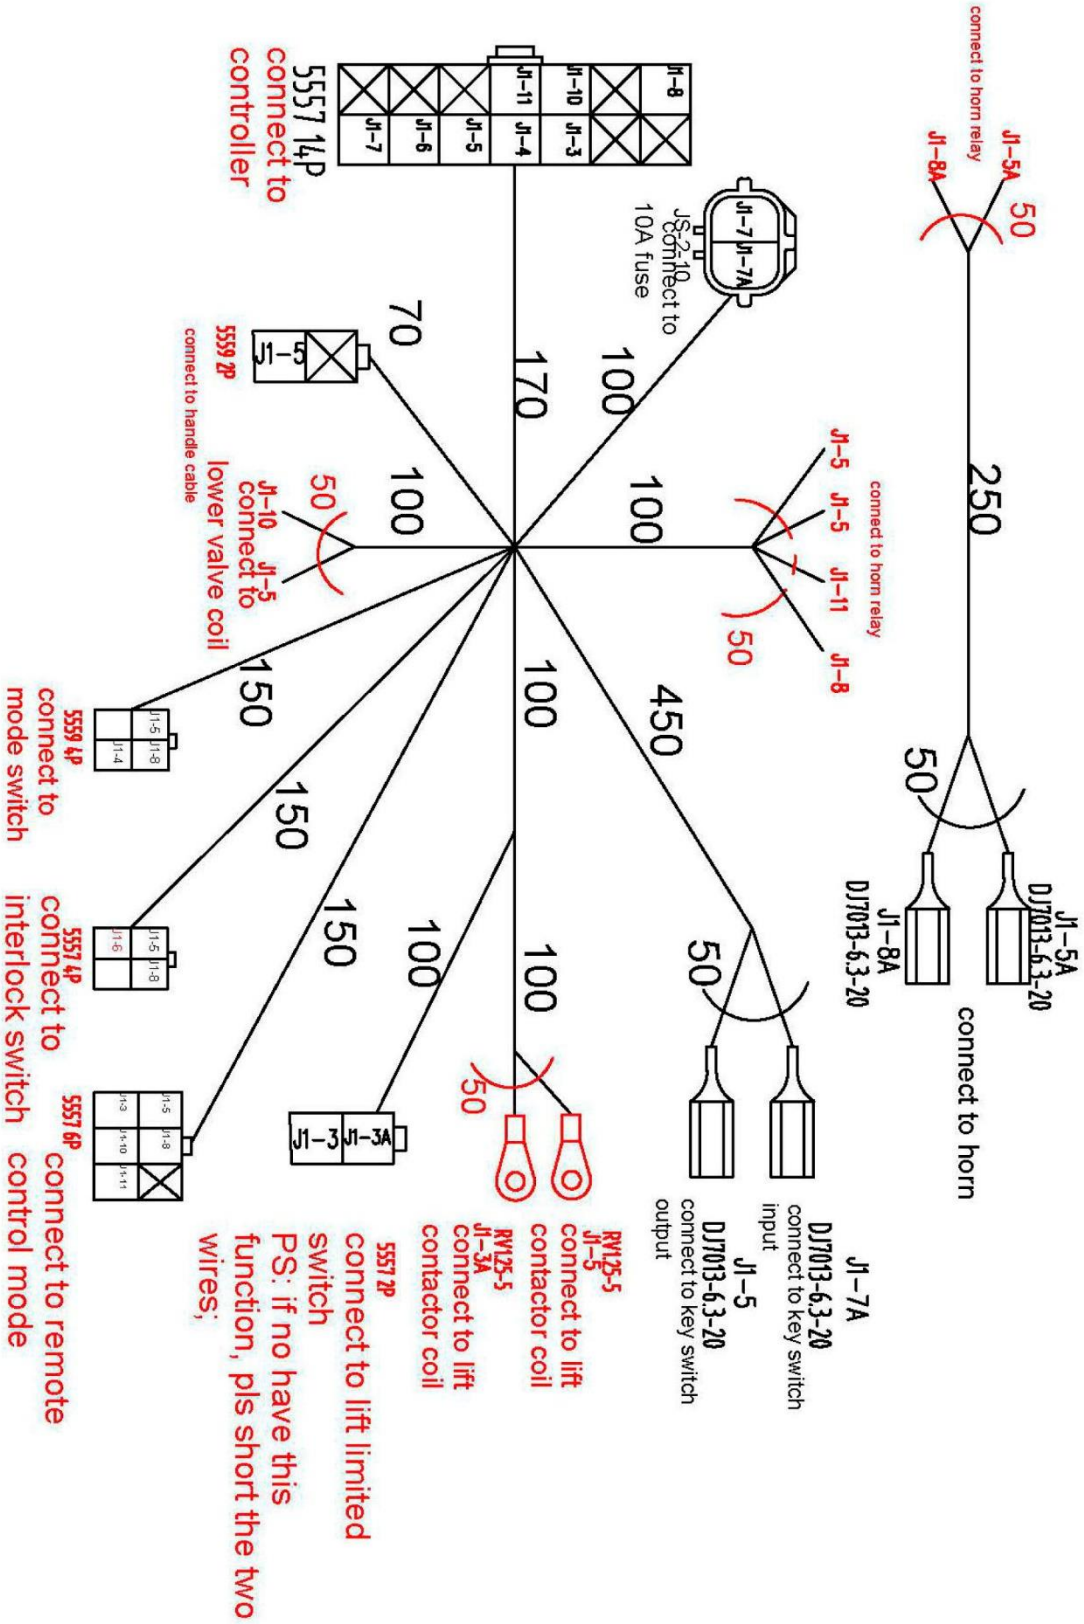 connect to horn relay
J1-5A
J1-8A
50
250
50
J1-5A
DJ7013-6.3-20
J1-8A
DJ7013-6.3-20
connect to horn
J1-8
J1-10
J1-11
J1-3
J1-4
J1-5
J1-6
J1-7
5557 14P
connect to
controller
J1-7
J1-7A
JS-2-10
connect to
10A fuse
100
170
connect to horn relay
J1-5
J1-5
J1-11
J1-8
50
100
450
50
J1-7A
DJ7013-6.3-20
connect to key switch
input
J1-5
DJ7013-6.3-20
connect to key switch
output
100
100
50
RV1.25-5
J1-5
connect to lift
contactor coil
RV1.25-5
J1-3A
connect to lift
contactor coil
100
J1-3
J1-3A
5557 2P
connect to lift limited
switch
PS: if no have this
function, pls short the two
wires;
70
J1-5
5559 2P
connect to handle cable
100
50
J1-10
J1-5
connect to
lower valve coil
150
J1-5
J1-8
J1-4
5559 4P
connect to
mode switch
150
J1-5
J1-8
J1-6
5557 4P
connect to
interlock switch
150
J1-5
J1-8
J1-3
J1-10
J1-11
5557 6P
connect to remote
control mode